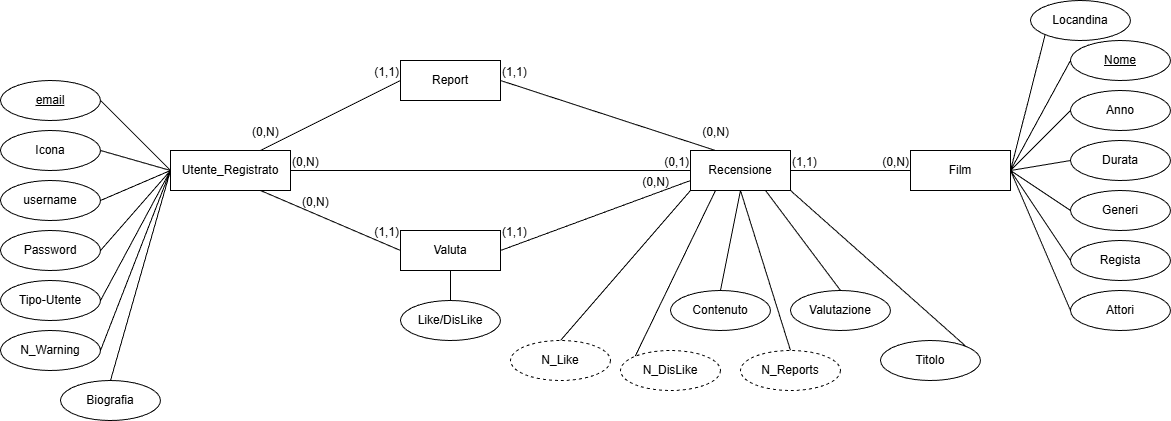 Locandina
Nome
(1,1)
Report
(1,1)
email
Anno
(0,N)
(0,N)
Icona
Durata
Utente_Registrato
(0,N)
(0,1)
Recensione
(1,1)
(0,N)
Film
(0,N)
username
(0,N)
Generi
(1,1)
Valuta
(1,1)
Password
Regista
Tipo-Utente
Contenuto
Valutazione
Attori
Like/DisLike
N_Warning
N_Like
N_DisLike
N_Reports
Titolo
Biografia